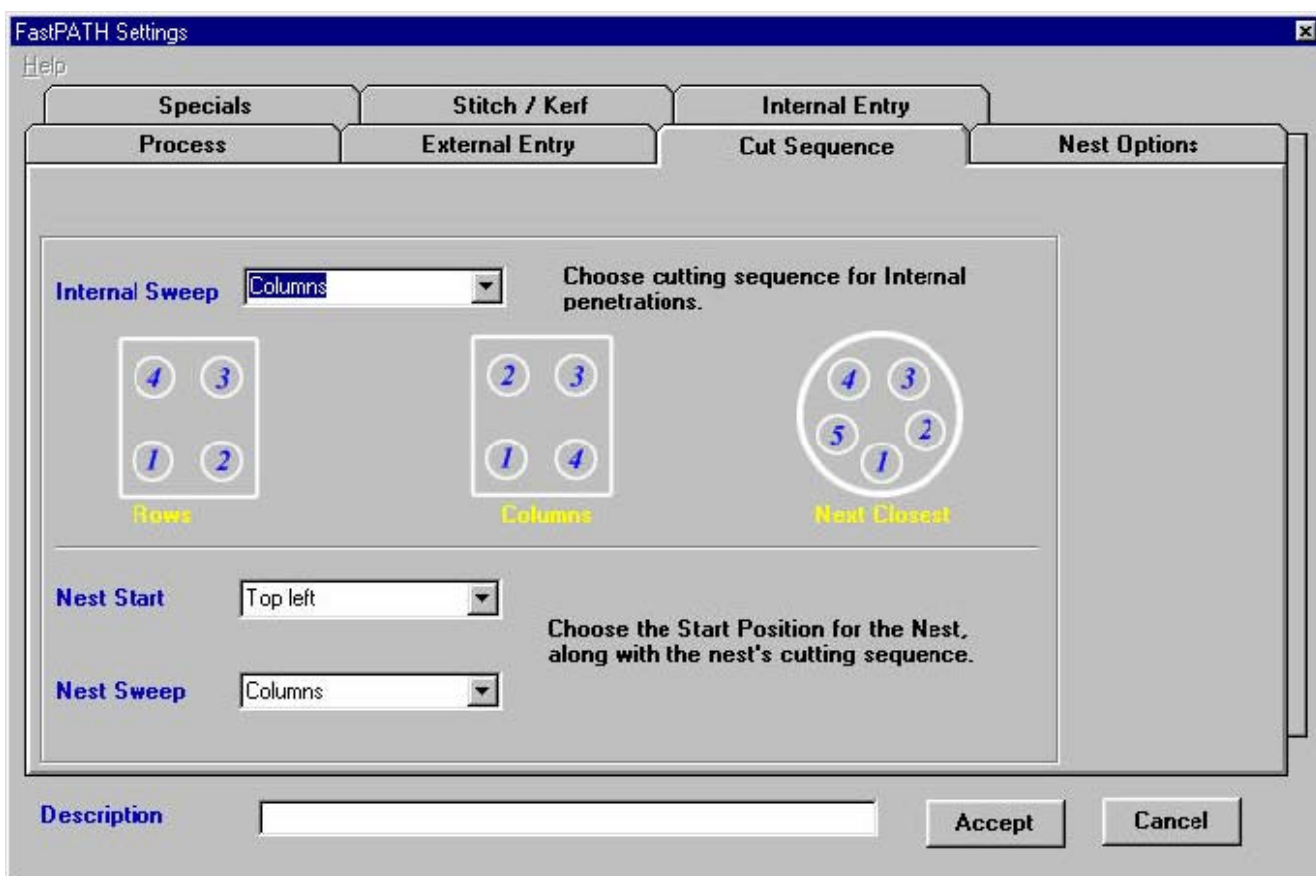 FastPATH Settings
Help
Specials Stitch / Kerf Internal Entry
Process External Entry Cut Sequence Nest Options
Internal Sweep Columns Choose cutting sequence for Internal
penetrations.
4 3 2 3 4 3
5 2
1 2 1 4 1
Rows Columns Next Closest
Nest Start Top left
Choose the Start Position for the Nest,
along with the nest's cutting sequence.
Nest Sweep Columns
Description Accept Cancel